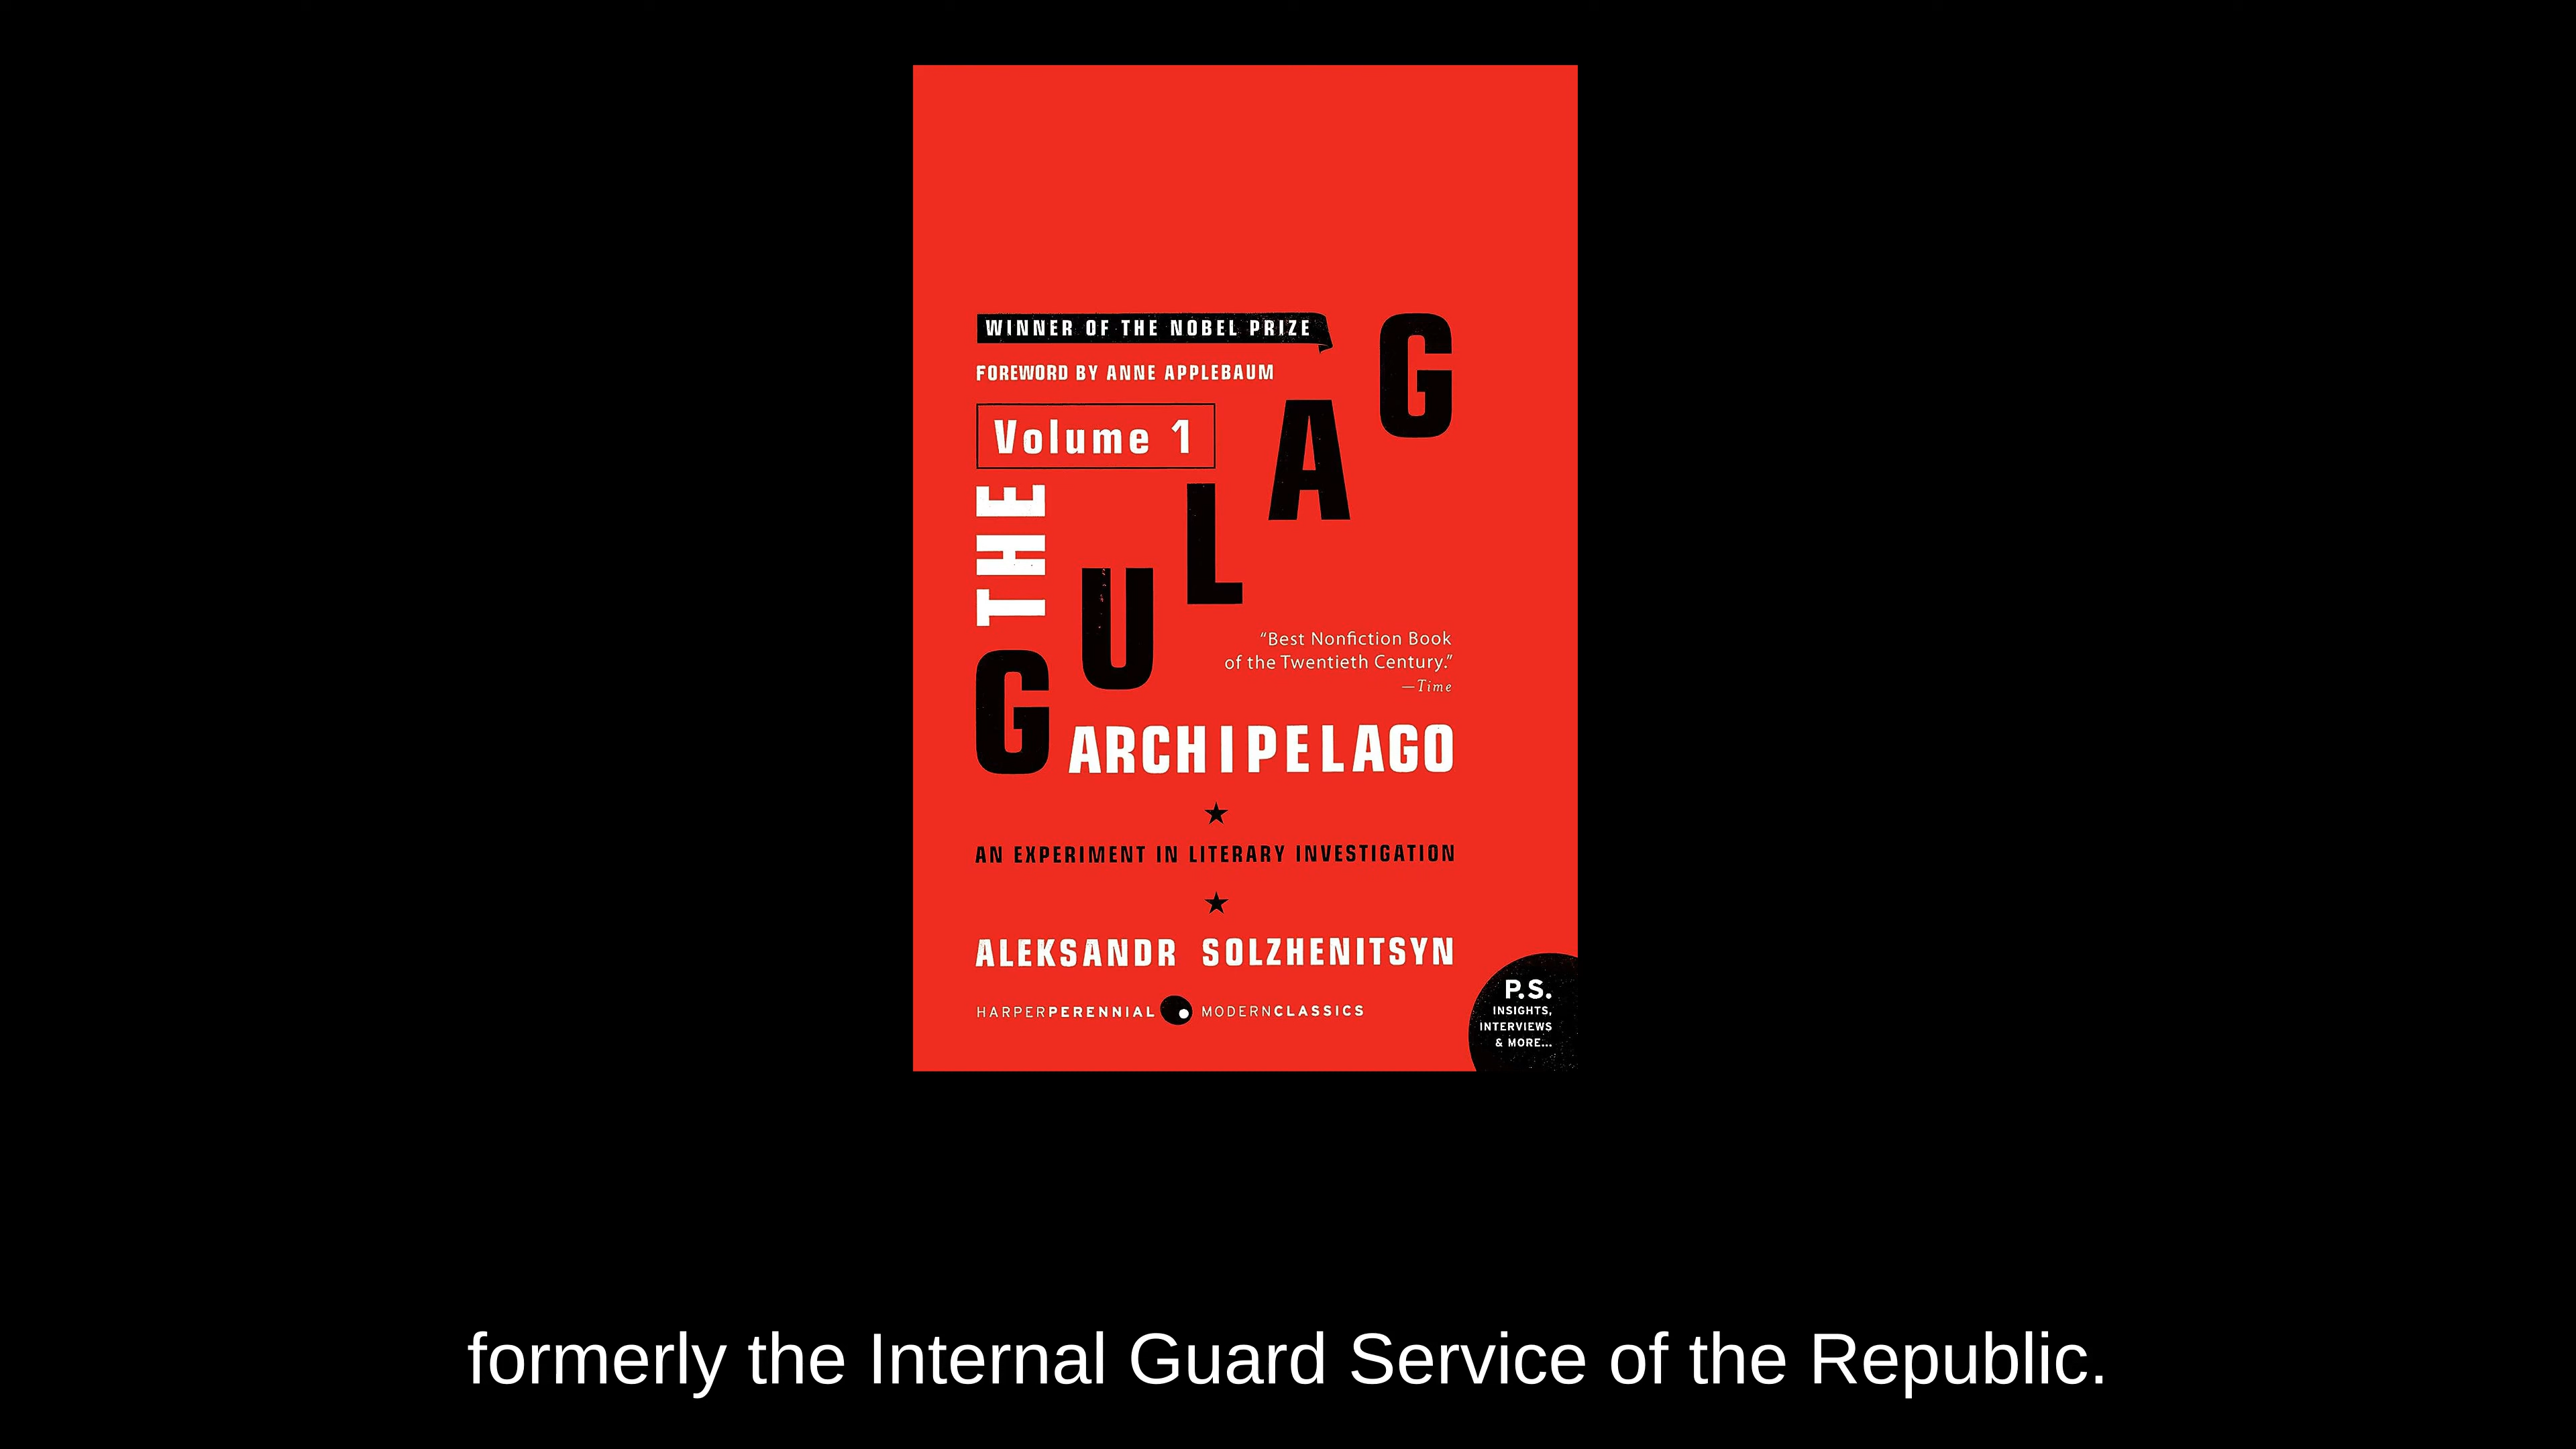 WINNER OF THE NOBEL PRIZE
FOREWORD BY ANNE APPLEBAUM
Volume 1
THE
GULAG
ARCHIPELAGO
"Best Nonfiction Book
of the Twentieth Century."
—Time
AN EXPERIMENT IN LITERARY INVESTIGATION
ALEKSANDR SOLZHENITSYN
HARPERPERENNIAL MODERNCLASSICS
P.S.
INSIGHTS,
INTERVIEWS
& MORE...
formerly the Internal Guard Service of the Republic.